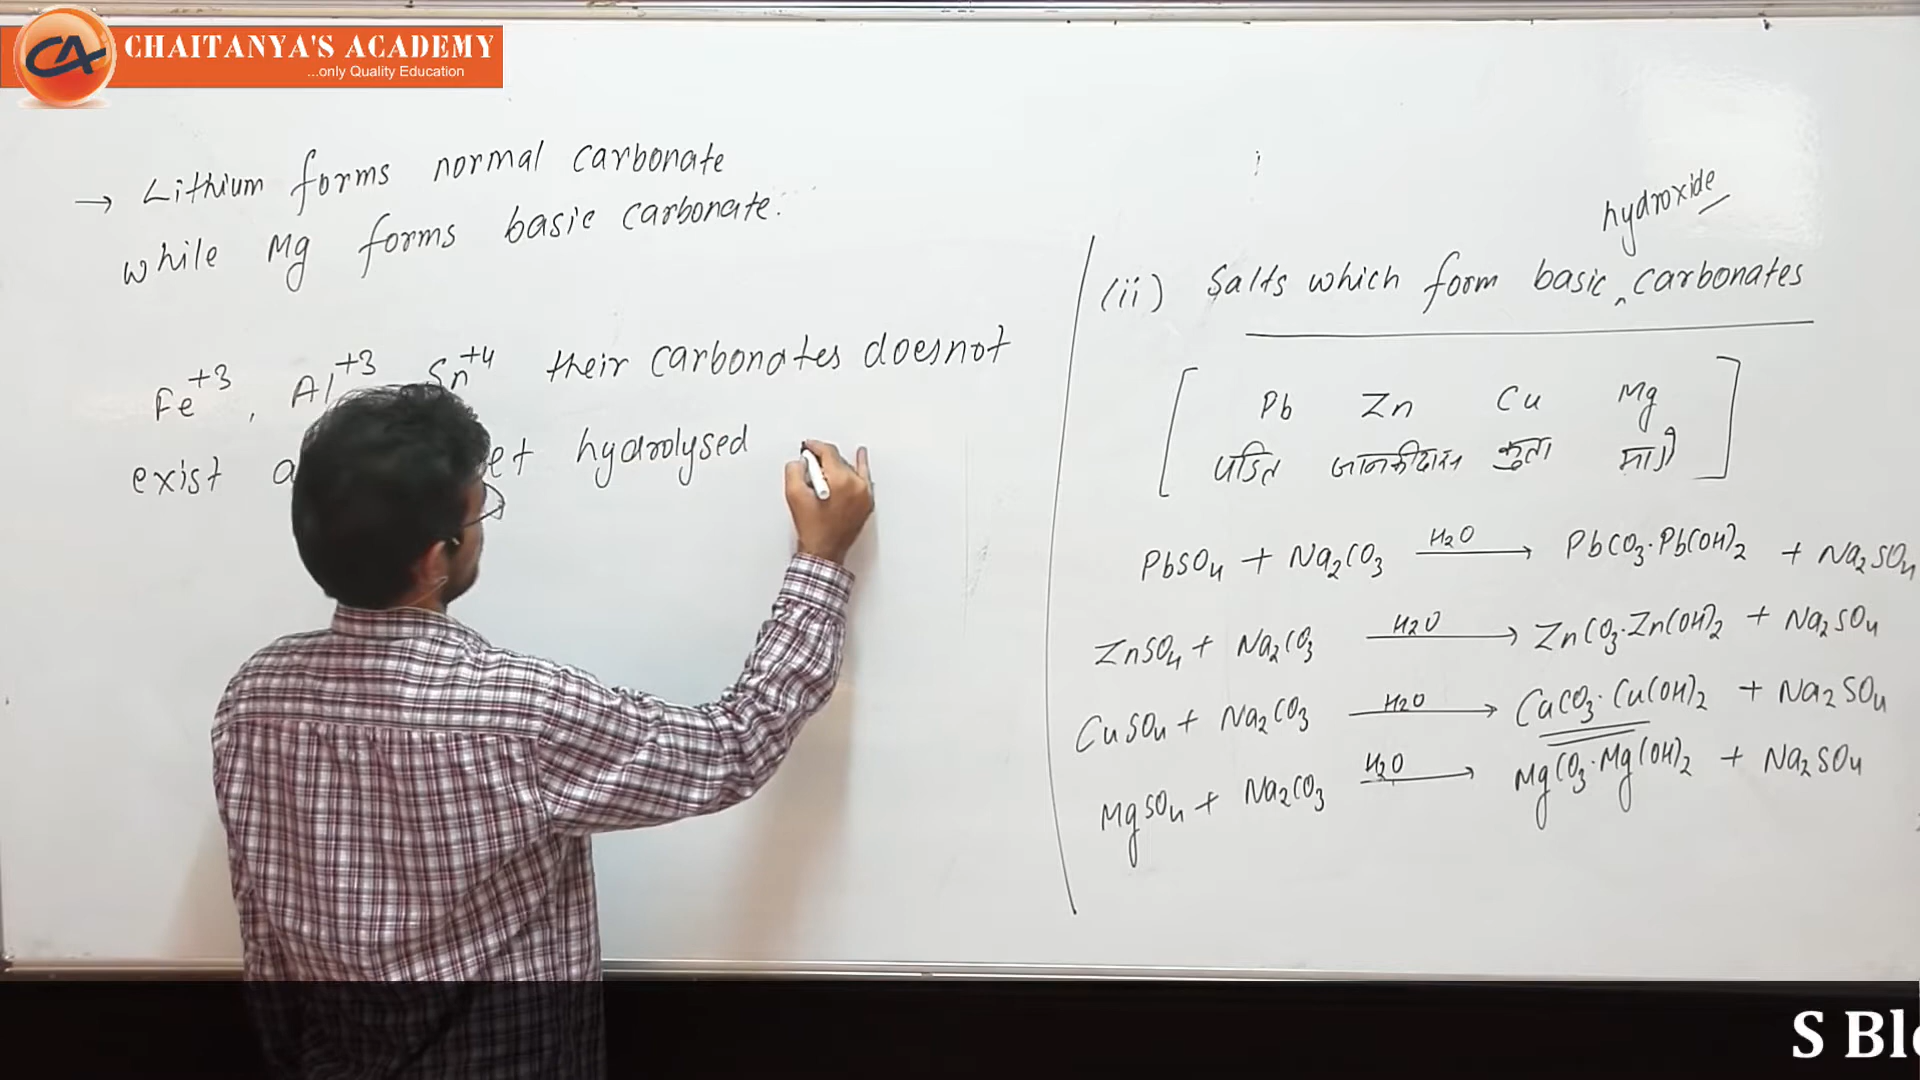 CHAITANYA'S ACADEMY
...only Quality Education
→ Lithium forms normal carbonate
while Mg forms basic carbonate.
Fe+3, Al+3 Sn+4 their carbonates doesnot
exist hydrolysed
hydroxide
(ii) Salts which form basic ‸ carbonates
[ Pb Zn Cu Mg ]
पंडित जानकीदास कुत्ता
PbSO4 + Na2CO3 H2O → PbCO3·Pb(OH)2 + Na2SO4
ZnSO4 + Na2CO3 H2O → ZnCO3·Zn(OH)2 + Na2SO4
CuSO4 + Na2CO3 H2O → CuCO3·Cu(OH)2 + Na2SO4
MgSO4 + Na2CO3 H2O → MgCO3·Mg(OH)2 + Na2SO4
S Bl